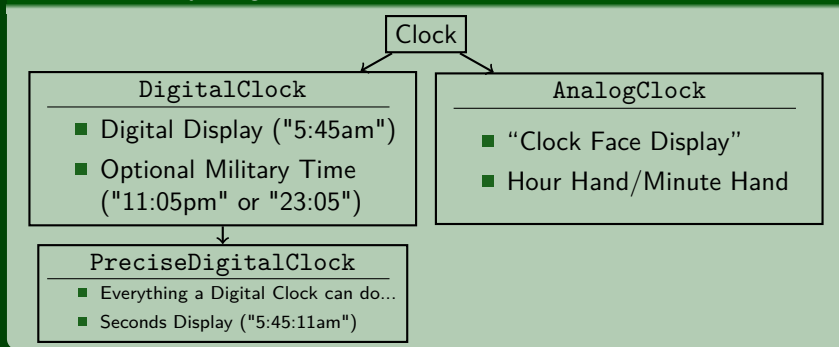 Clock
DigitalClock
Digital Display ("5:45am")
Optional Military Time
("11:05pm" or "23:05")
AnalogClock
“Clock Face Display”
Hour Hand/Minute Hand
PreciseDigitalClock
Everything a Digital Clock can do...
Seconds Display ("5:45:11am")